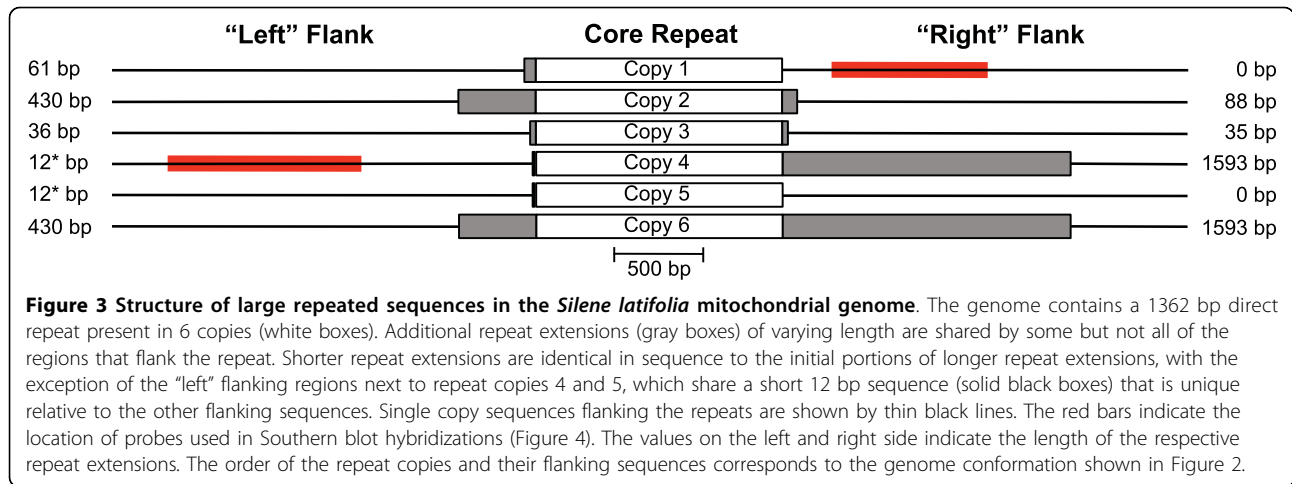 “Left” Flank Core Repeat “Right” Flank
61 bp Copy 1 0 bp
430 bp Copy 2 88 bp
36 bp Copy 3 35 bp
12* bp Copy 4 1593 bp
12* bp Copy 5 0 bp
430 bp Copy 6 1593 bp
500 bp
Figure 3 Structure of large repeated sequences in the Silene latifolia mitochondrial genome. The genome contains a 1362 bp direct
repeat present in 6 copies (white boxes). Additional repeat extensions (gray boxes) of varying length are shared by some but not all of the
regions that flank the repeat. Shorter repeat extensions are identical in sequence to the initial portions of longer repeat extensions, with the
exception of the “left” flanking regions next to repeat copies 4 and 5, which share a short 12 bp sequence (solid black boxes) that is unique
relative to the other flanking sequences. Single copy sequences flanking the repeats are shown by thin black lines. The red bars indicate the
location of probes used in Southern blot hybridizations (Figure 4). The values on the left and right side indicate the length of the respective
repeat extensions. The order of the repeat copies and their flanking sequences corresponds to the genome conformation shown in Figure 2.